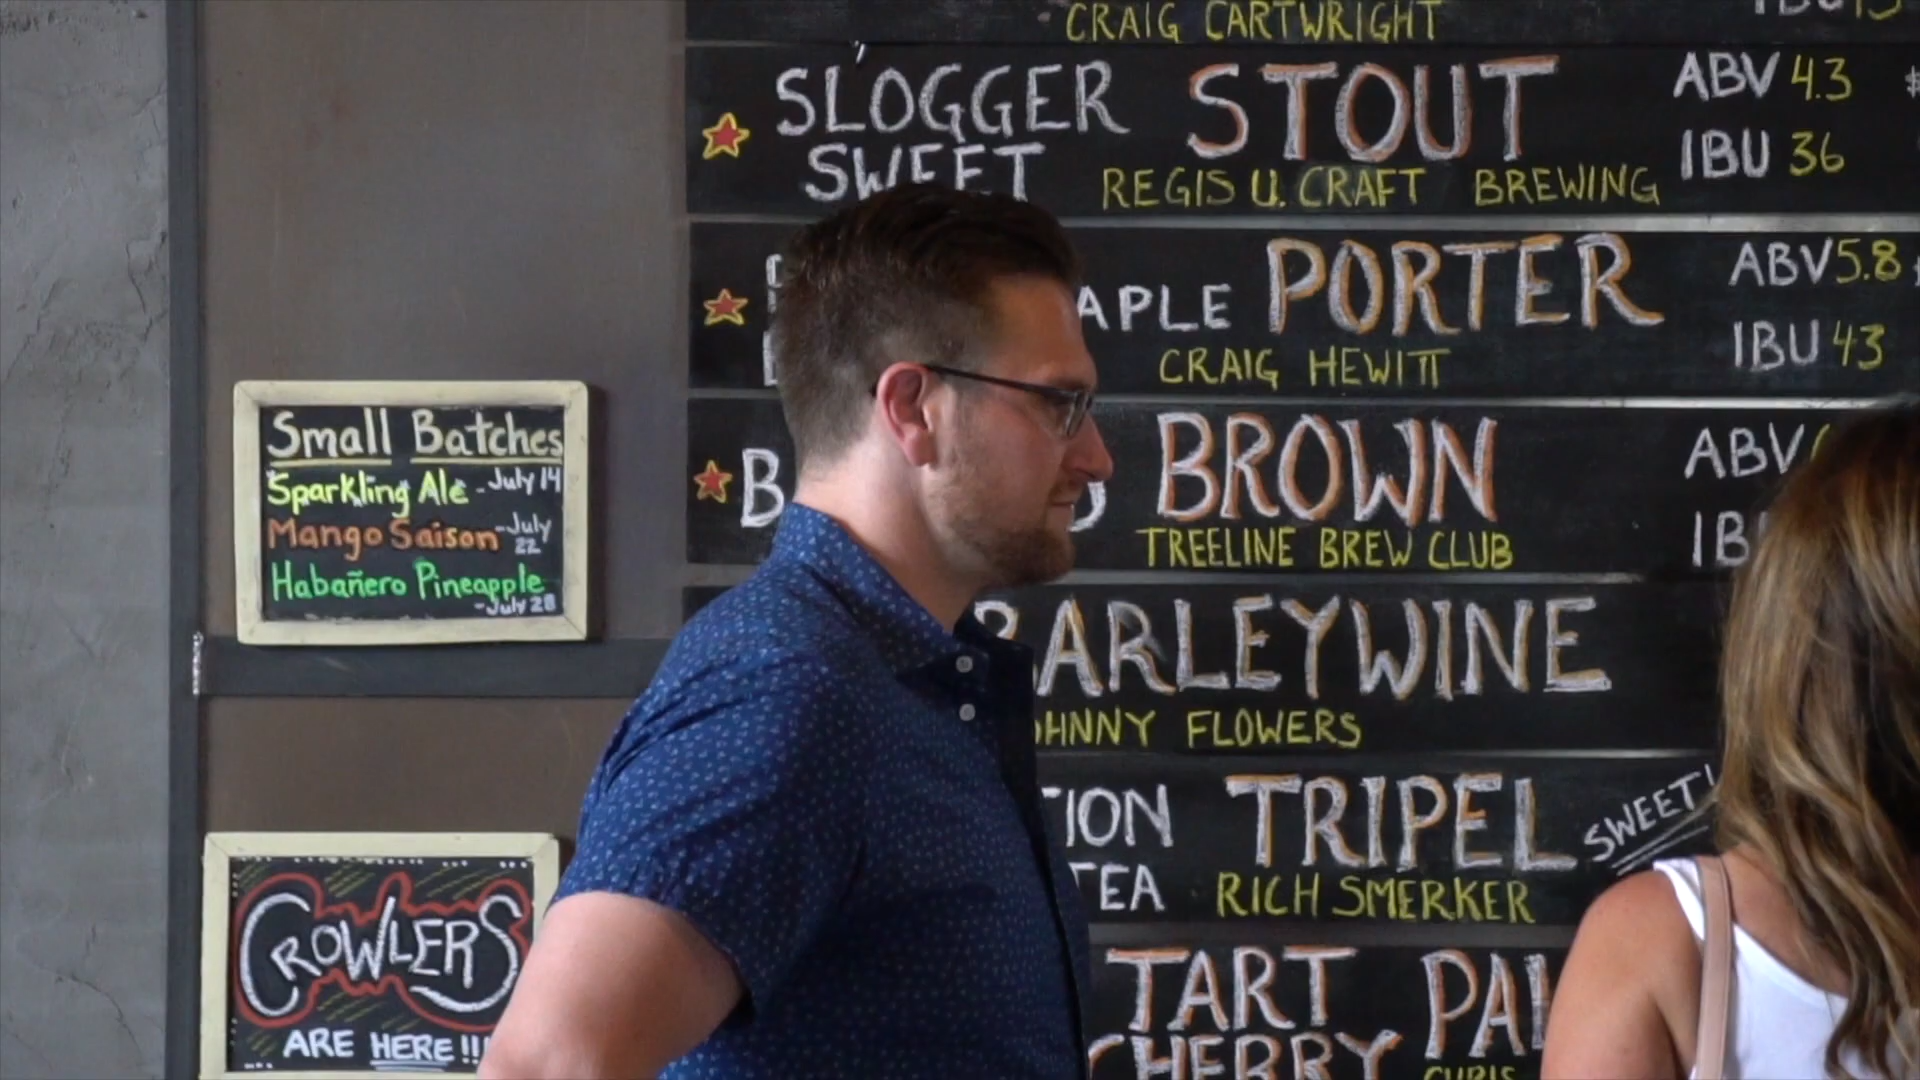 CRAIG CARTWRIGHT
SLOGGER STOUT ABV 4.3
SWEET REGIS U. CRAFT BREWING IBU 36
APLE PORTER ABV 5.8
CRAIG HEWITT IBU 43
B BROWN ABV
TREELINE BREW CLUB IB
BARLEYWINE
OHNNY FLOWERS
TION TRIPEL SWEET!
TEA RICH SMERKER
TART PA
CHERRY
Small Batches
Sparkling Ale - July 14
Mango Saison - July
22
Habañero Pineapple
- July 28
CROWLERS
ARE HERE!!!